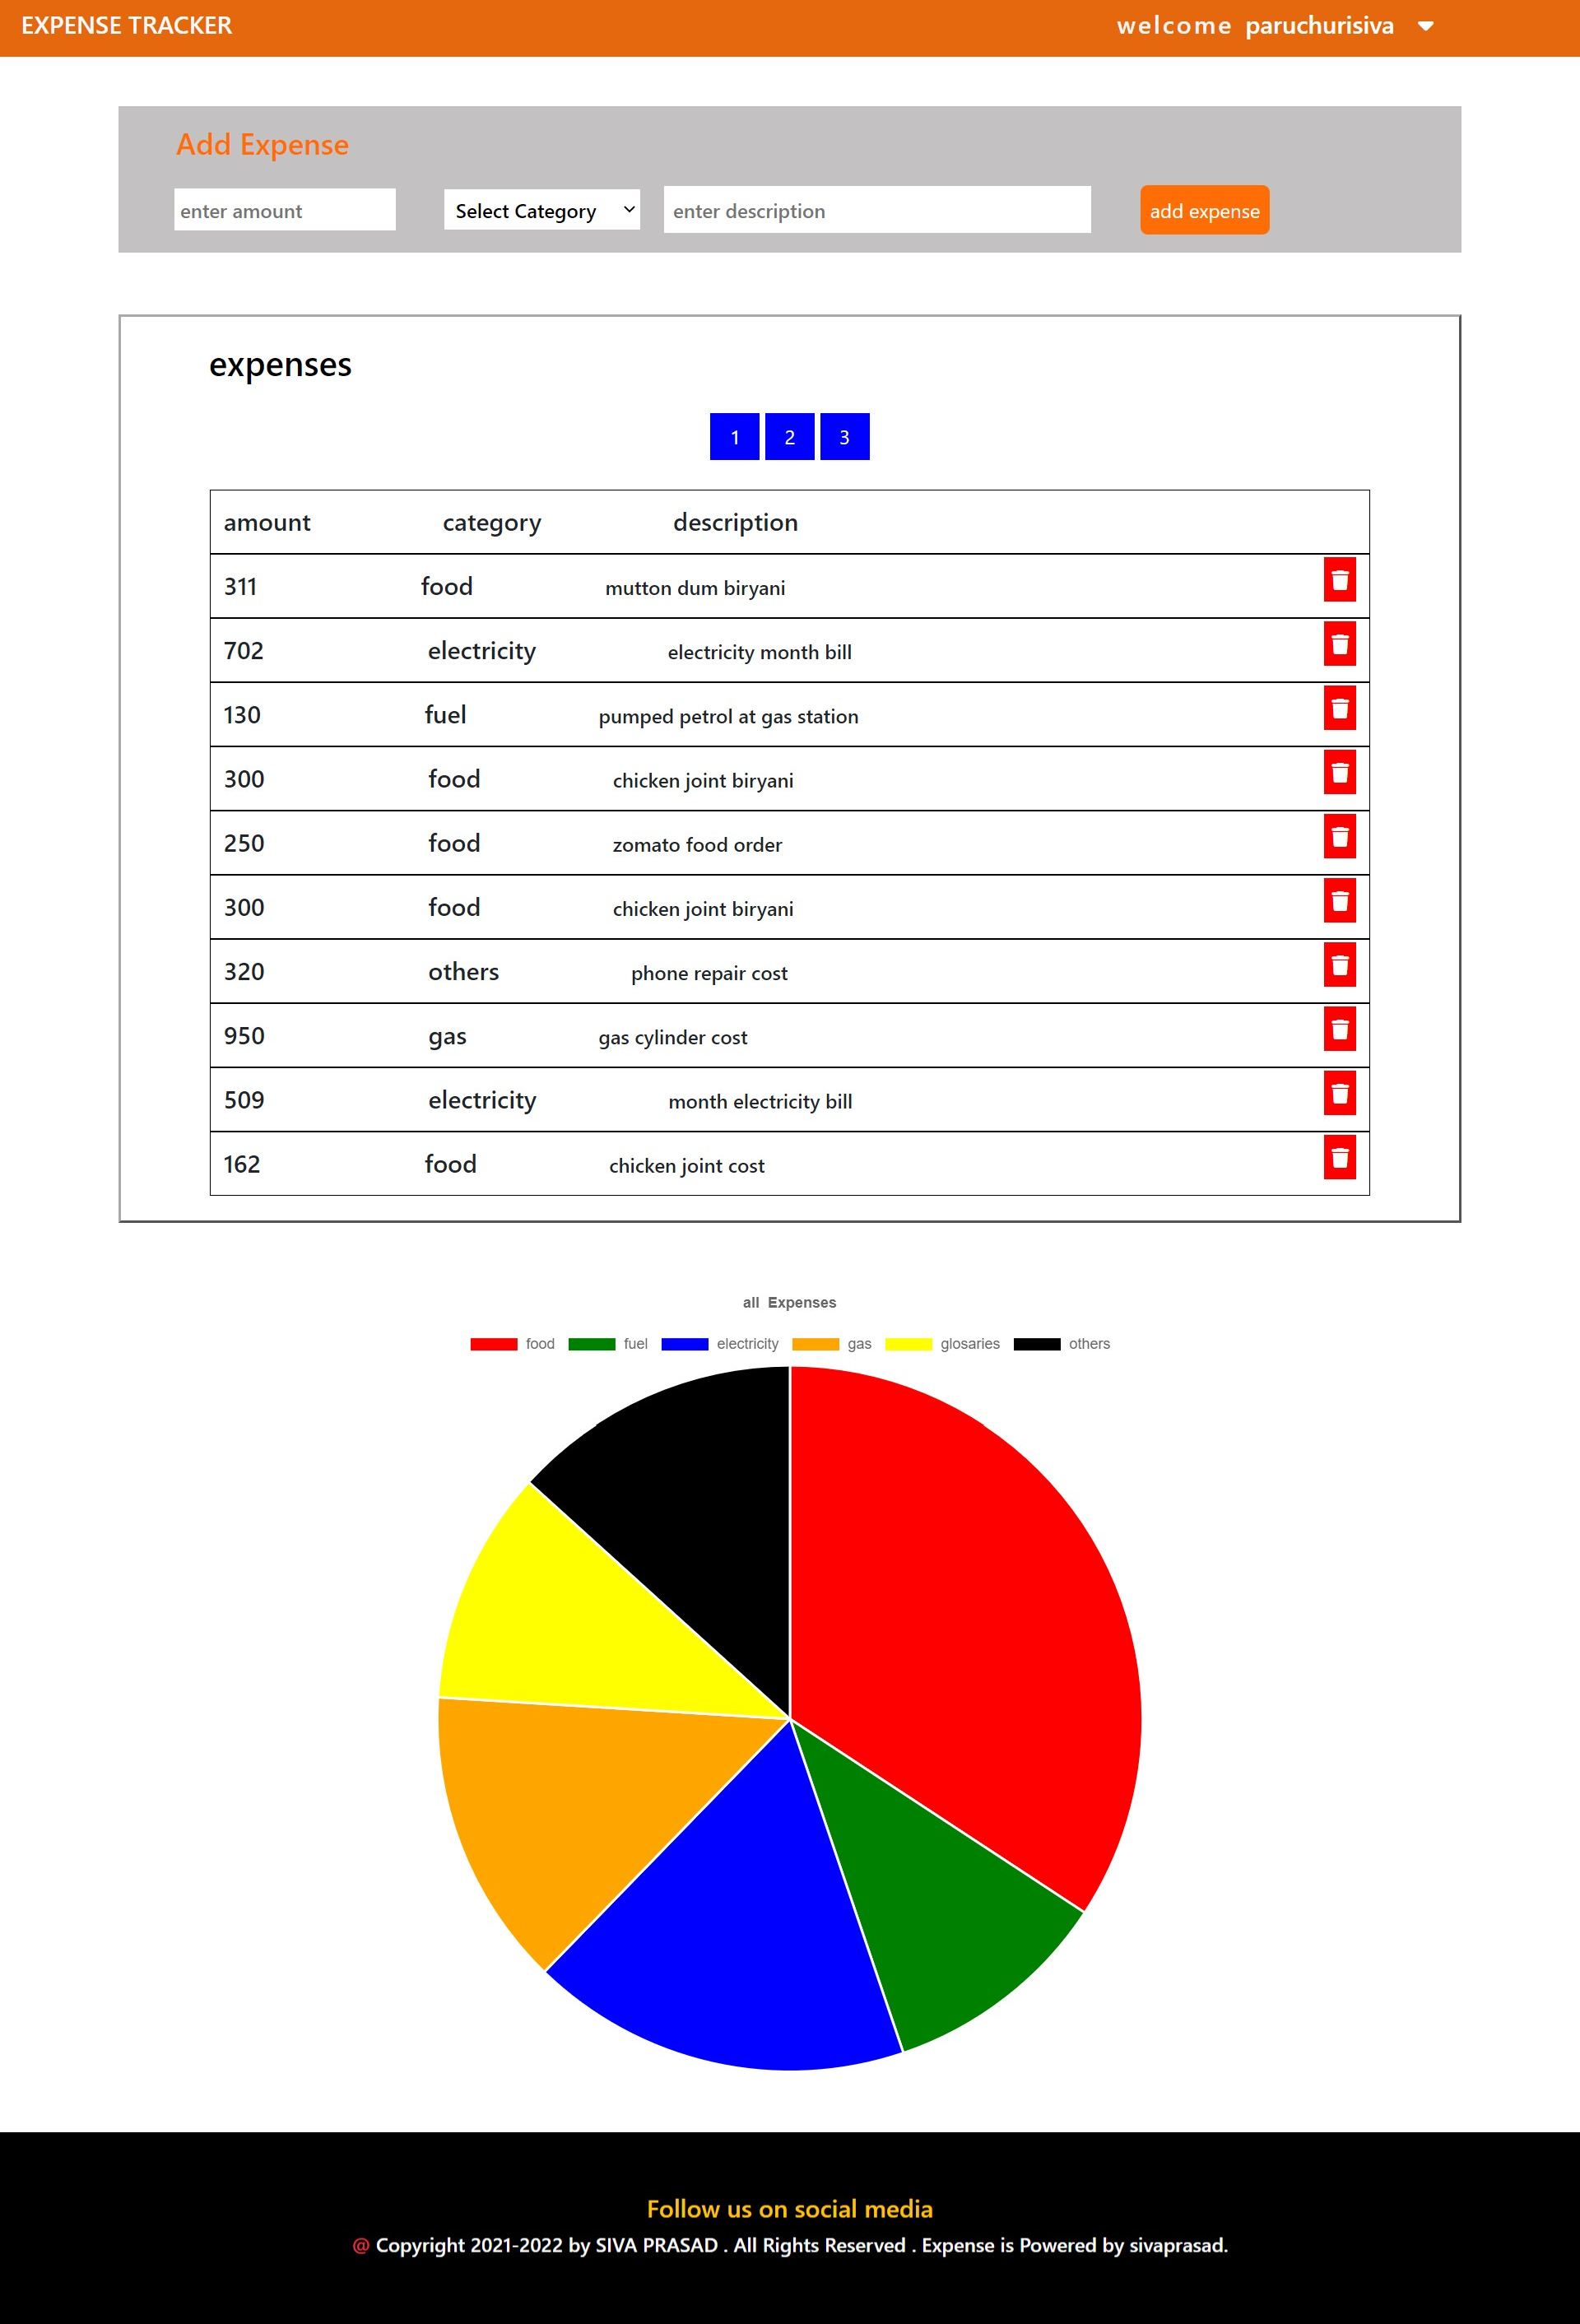 EXPENSE TRACKER welcome paruchurisiva
Add Expense
enter amount Select Category enter description add expense
expenses
1 2 3
amount category description
311 food mutton dum biryani
702 electricity electricity month bill
130 fuel pumped petrol at gas station
300 food chicken joint biryani
250 food zomato food order
300 food chicken joint biryani
320 others phone repair cost
950 gas gas cylinder cost
509 electricity month electricity bill
162 food chicken joint cost
all Expenses
food fuel electricity gas glosaries others
Follow us on social media
@ Copyright 2021-2022 by SIVA PRASAD . All Rights Reserved . Expense is Powered by sivaprasad.